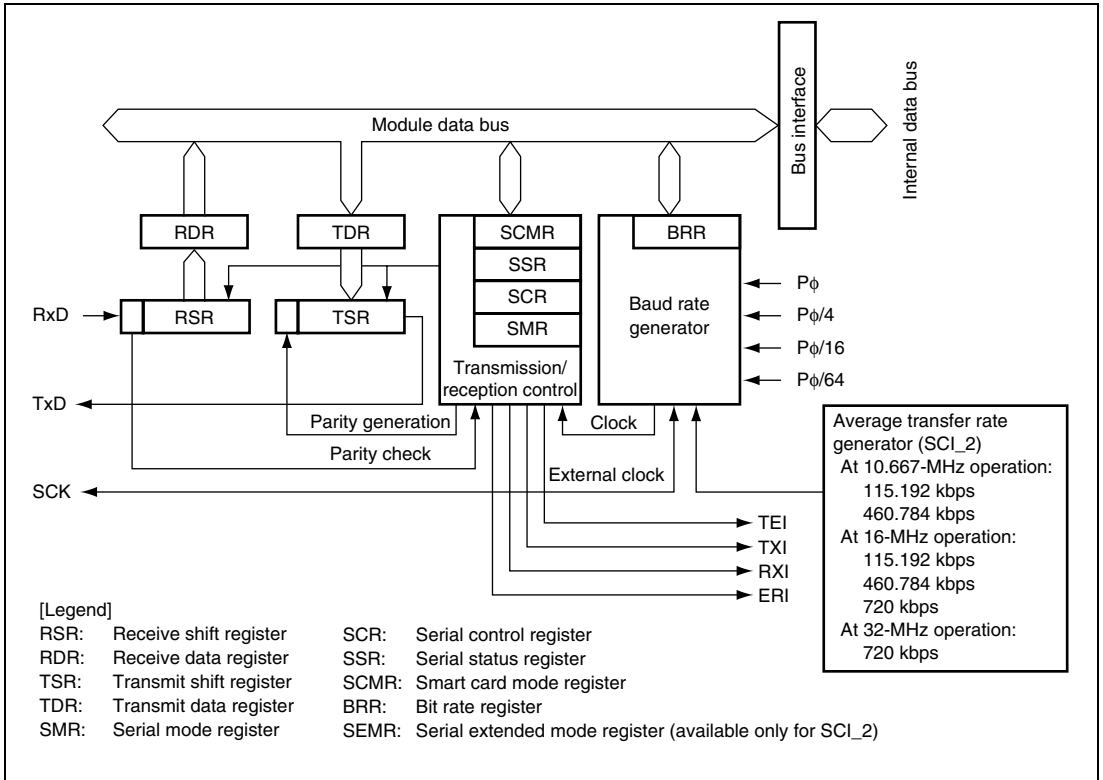 Module data bus
Bus interface
Internal data bus
RDR
TDR
SCMR
BRR
SSR
SCR
SMR
RxD
RSR
TSR
Baud rate
generator
Pϕ
Pϕ/4
Pϕ/16
Pϕ/64
Transmission/
reception control
TxD
Parity generation
Clock
Parity check
External clock
SCK
Average transfer rate
generator (SCI_2)
At 10.667-MHz operation:
115.192 kbps
460.784 kbps
At 16-MHz operation:
115.192 kbps
460.784 kbps
720 kbps
At 32-MHz operation:
720 kbps
TEI
TXI
RXI
ERI
[Legend]
RSR: Receive shift register
RDR: Receive data register
TSR: Transmit shift register
TDR: Transmit data register
SMR: Serial mode register
SCR: Serial control register
SSR: Serial status register
SCMR: Smart card mode register
BRR: Bit rate register
SEMR: Serial extended mode register (available only for SCI_2)